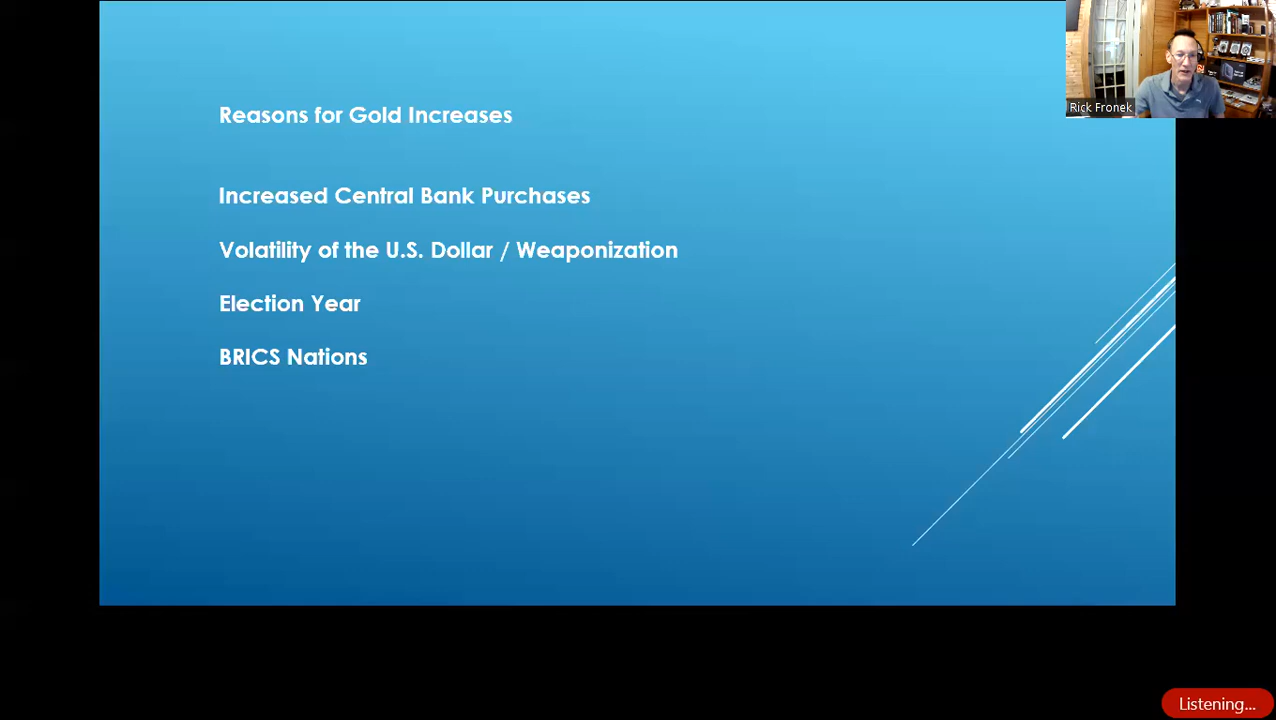 Reasons for Gold Increases
Increased Central Bank Purchases
Volatility of the U.S. Dollar / Weaponization
Election Year
BRICS Nations
Rick Fronek
Listening...